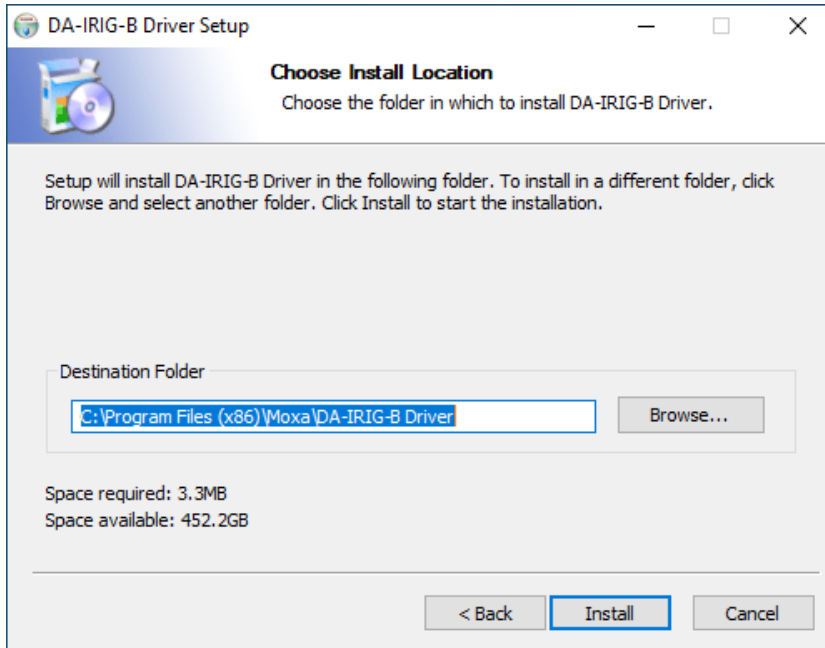 DA-IRIG-B Driver Setup
Choose Install Location
Choose the folder in which to install DA-IRIG-B Driver.
Setup will install DA-IRIG-B Driver in the following folder. To install in a different folder, click
Browse and select another folder. Click Install to start the installation.
Destination Folder
C:\Program Files (x86)\Moxa\DA-IRIG-B Driver
Browse...
Space required: 3.3MB
Space available: 452.2GB
< Back
Install
Cancel